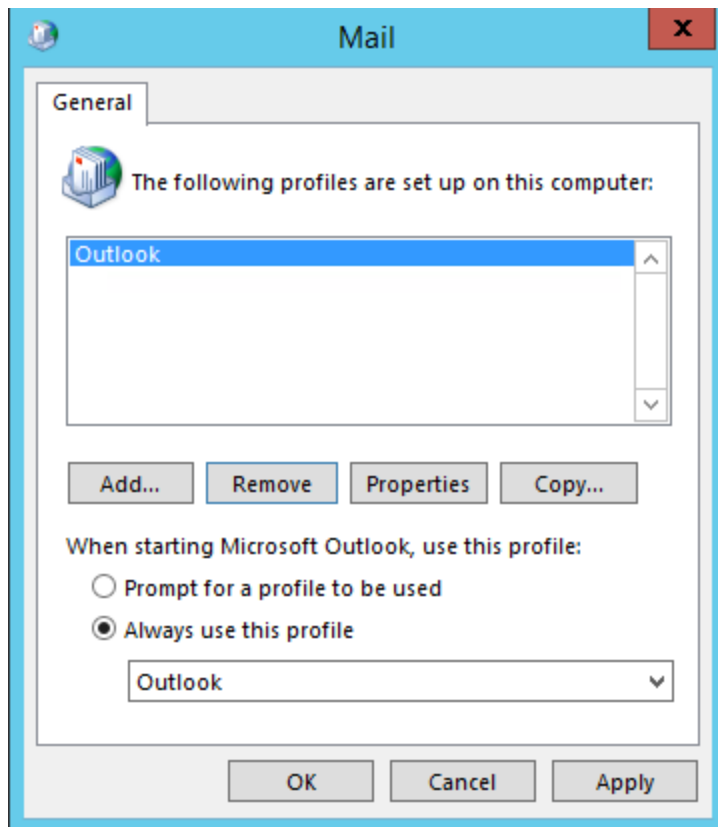 Mail
x
General
The following profiles are set up on this computer:
Outlook
Add... Remove Properties Copy...
When starting Microsoft Outlook, use this profile:
Prompt for a profile to be used
Always use this profile
Outlook
OK Cancel Apply